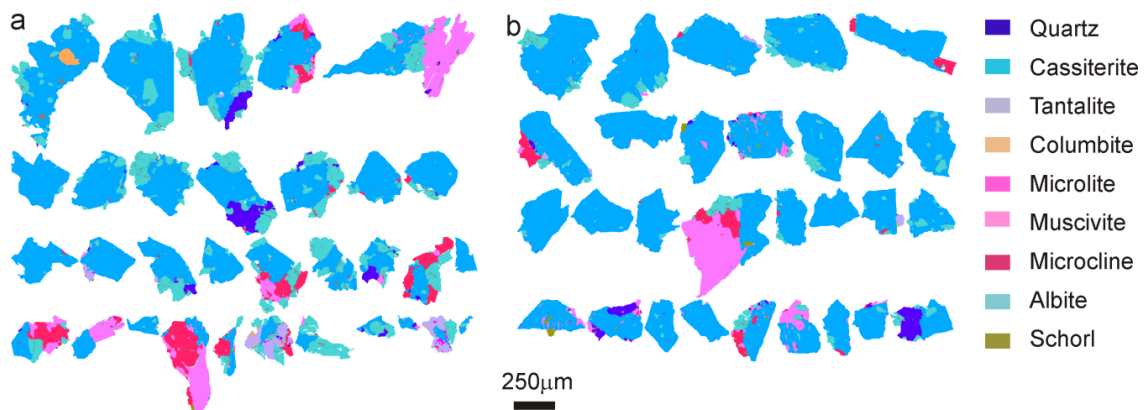 a
b
Quartz
Cassiterite
Tantalite
Columbite
Microlite
Muscivite
Microcline
Albite
Schorl
250μm